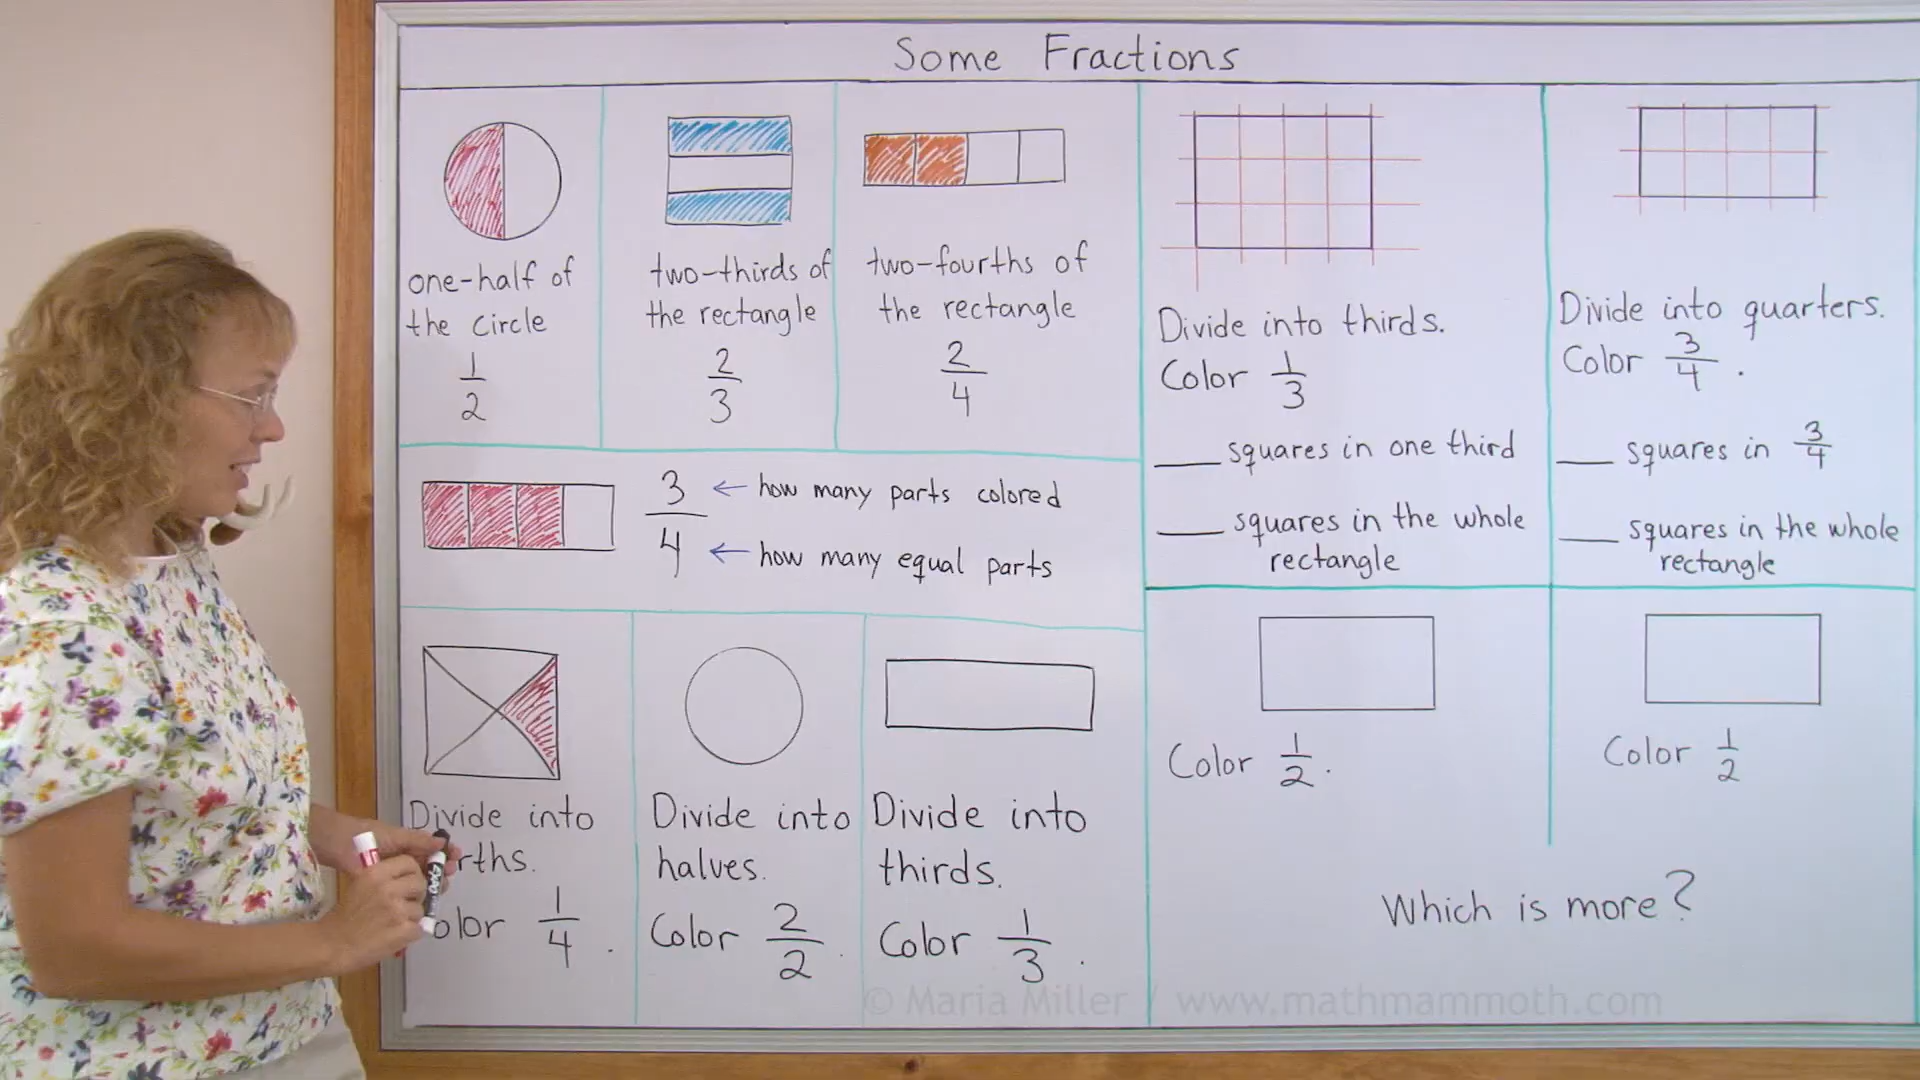 Some Fractions
one-half of
the circle
1/2
two-thirds of
the rectangle
2/3
two-fourths of
the rectangle
2/4
3/4
← how many parts colored
← how many equal parts
Divide into
rths.
olor 1/4.
Divide into
halves.
Color 2/2.
Divide into
thirds.
Color 1/3.
Divide into thirds.
Color 1/3
___ squares in one third
___ squares in the whole
rectangle
Divide into quarters.
Color 3/4.
___ squares in 3/4
___ squares in the whole
rectangle
Color 1/2.
Color 1/2
Which is more?
EXPO
© Maria Miller / www.mathmammoth.com